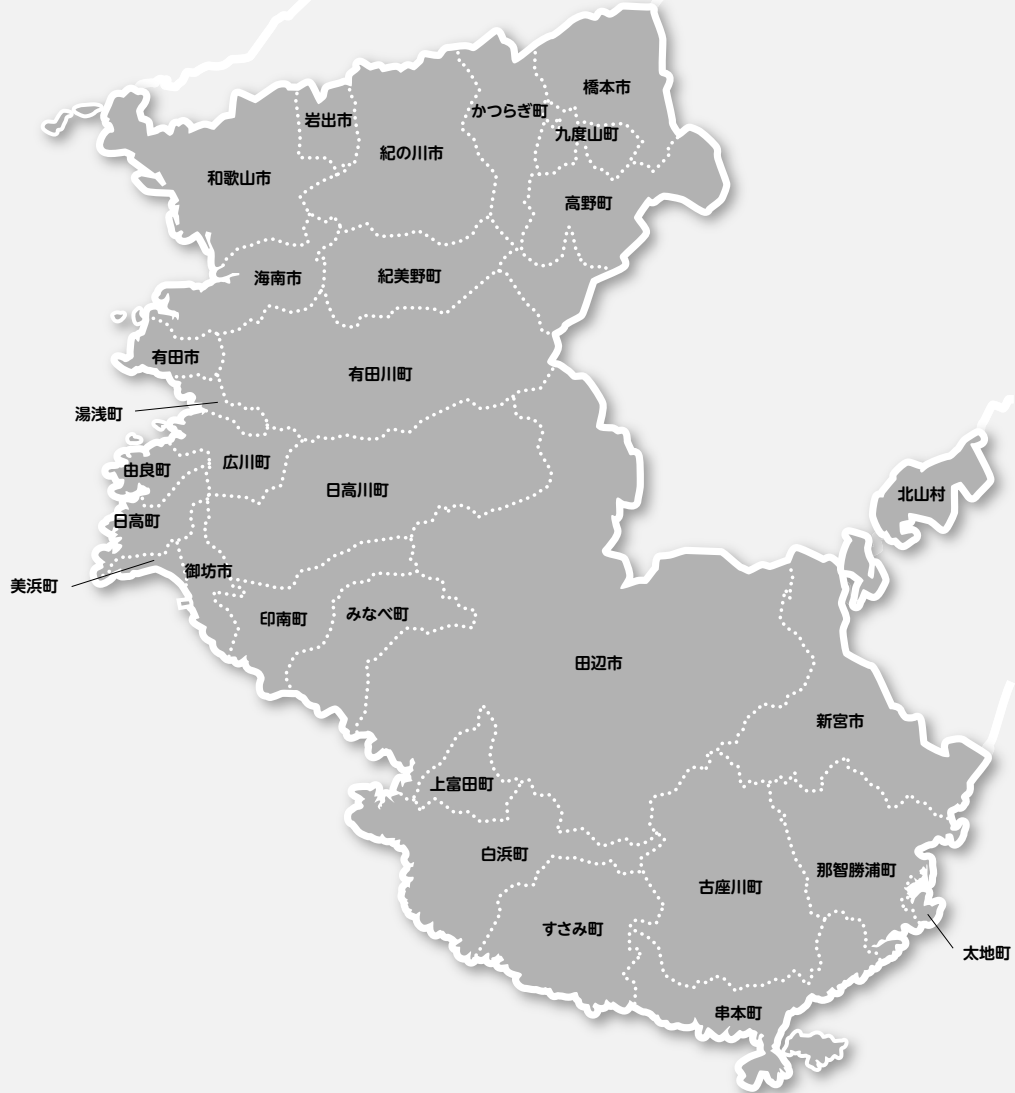 橋本市
かつらぎ町
岩出市
九度山町
紀の川市
和歌山市
高野町
海南市
紀美野町
有田市
有田川町
湯浅町
広川町
由良町
日高川町
北山村
日高町
御坊市
美浜町
印南町
みなべ町
田辺市
新宮市
上富田町
白浜町
那智勝浦町
古座川町
すさみ町
太地町
串本町